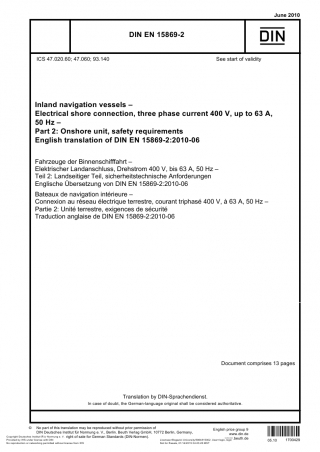 June 2010
DIN EN 15869-2
DIN
ICS 47.020.60; 47.060; 93.140
See start of validity
Inland navigation vessels –
Electrical shore connection, three phase current 400 V, up to 63 A,
50 Hz –
Part 2: Onshore unit, safety requirements
English translation of DIN EN 15869-2:2010-06
Fahrzeuge der Binnenschifffahrt –
Elektrischer Landanschluss, Drehstrom 400 V, bis 63 A, 50 Hz –
Teil 2: Landseitiger Teil, sicherheitstechnische Anforderungen
Englische Übersetzung von DIN EN 15869-2:2010-06
Bateaux de navigation intérieure –
Connexion au réseau électrique terrestre, courant triphasé 400 V, à 63 A, 50 Hz –
Partie 2: Unité terrestre, exigences de sécurité
Traduction anglaise de DIN EN 15869-2:2010-06
Document comprises 13 pages
Translation by DIN-Sprachendienst.
In case of doubt, the German-language original shall be considered authoritative.
© No part of this translation may be reproduced without prior permission of
DIN Deutsches Institut für Normung e. V., Berlin. Beuth Verlag GmbH, 10772 Berlin, Germany,
right of sale for German Standards (DIN-Normen).
English price group 9
www.din.de
beuth.de